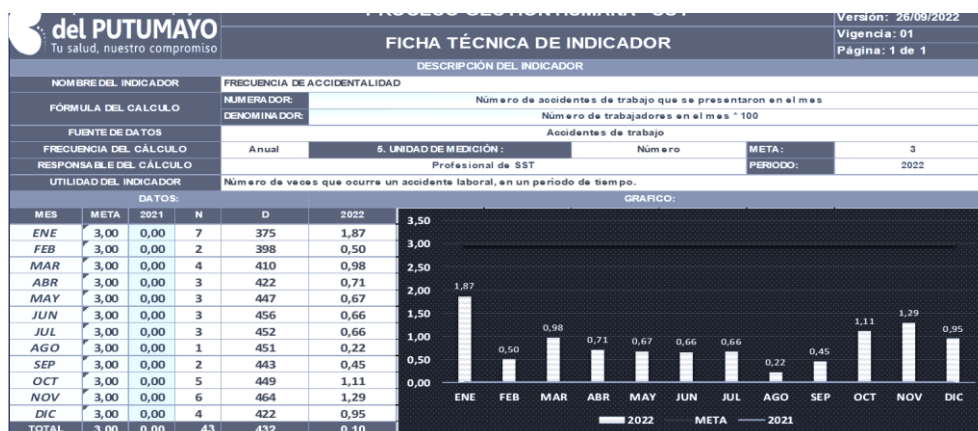 del PUTUMAYO
Tu salud, nuestro compromiso
PROCESO GESTIÓN HUMANA - SST
FICHA TÉCNICA DE INDICADOR
Versión: 26/09/2022
Vigencia: 01
Página: 1 de 1
DESCRIPCIÓN DEL INDICADOR
NOMBRE DEL INDICADOR FRECUENCIA DE ACCIDENTALIDAD
FÓRMULA DEL CALCULO
NUMERADOR: Número de accidentes de trabajo que se presentaron en el mes
DENOMINADOR: Número de trabajadores en el mes * 100
FUENTE DE DATOS Accidentes de trabajo
FRECUENCIA DEL CÁLCULO Anual 5. UNIDAD DE MEDICIÓN : Número META: 3
RESPONSABLE DEL CÁLCULO Profesional de SST PERIODO: 2022
UTILIDAD DEL INDICADOR Número de veces que ocurre un accidente laboral, en un período de tiempo.
DATOS:
MES META 2021 N D 2022
ENE 3,00 0,00 7 375 1,87
FEB 3,00 0,00 2 398 0,50
MAR 3,00 0,00 4 410 0,98
ABR 3,00 0,00 3 422 0,71
MAY 3,00 0,00 3 447 0,67
JUN 3,00 0,00 3 456 0,66
JUL 3,00 0,00 3 452 0,66
AGO 3,00 0,00 1 451 0,22
SEP 3,00 0,00 2 443 0,45
OCT 3,00 0,00 5 449 1,11
NOV 3,00 0,00 6 464 1,29
DIC 3,00 0,00 4 422 0,95
TOTAL 3,00 0,00 43 432 0,10
GRAFICO:
3,50
3,00
2,50
2,00
1,50
1,00
0,50
0,00
1,87 0,50 0,98 0,71 0,67 0,66 0,66 0,22 0,45 1,11 1,29 0,95
ENE FEB MAR ABR MAY JUN JUL AGO SEP OCT NOV DIC
2022 META 2021